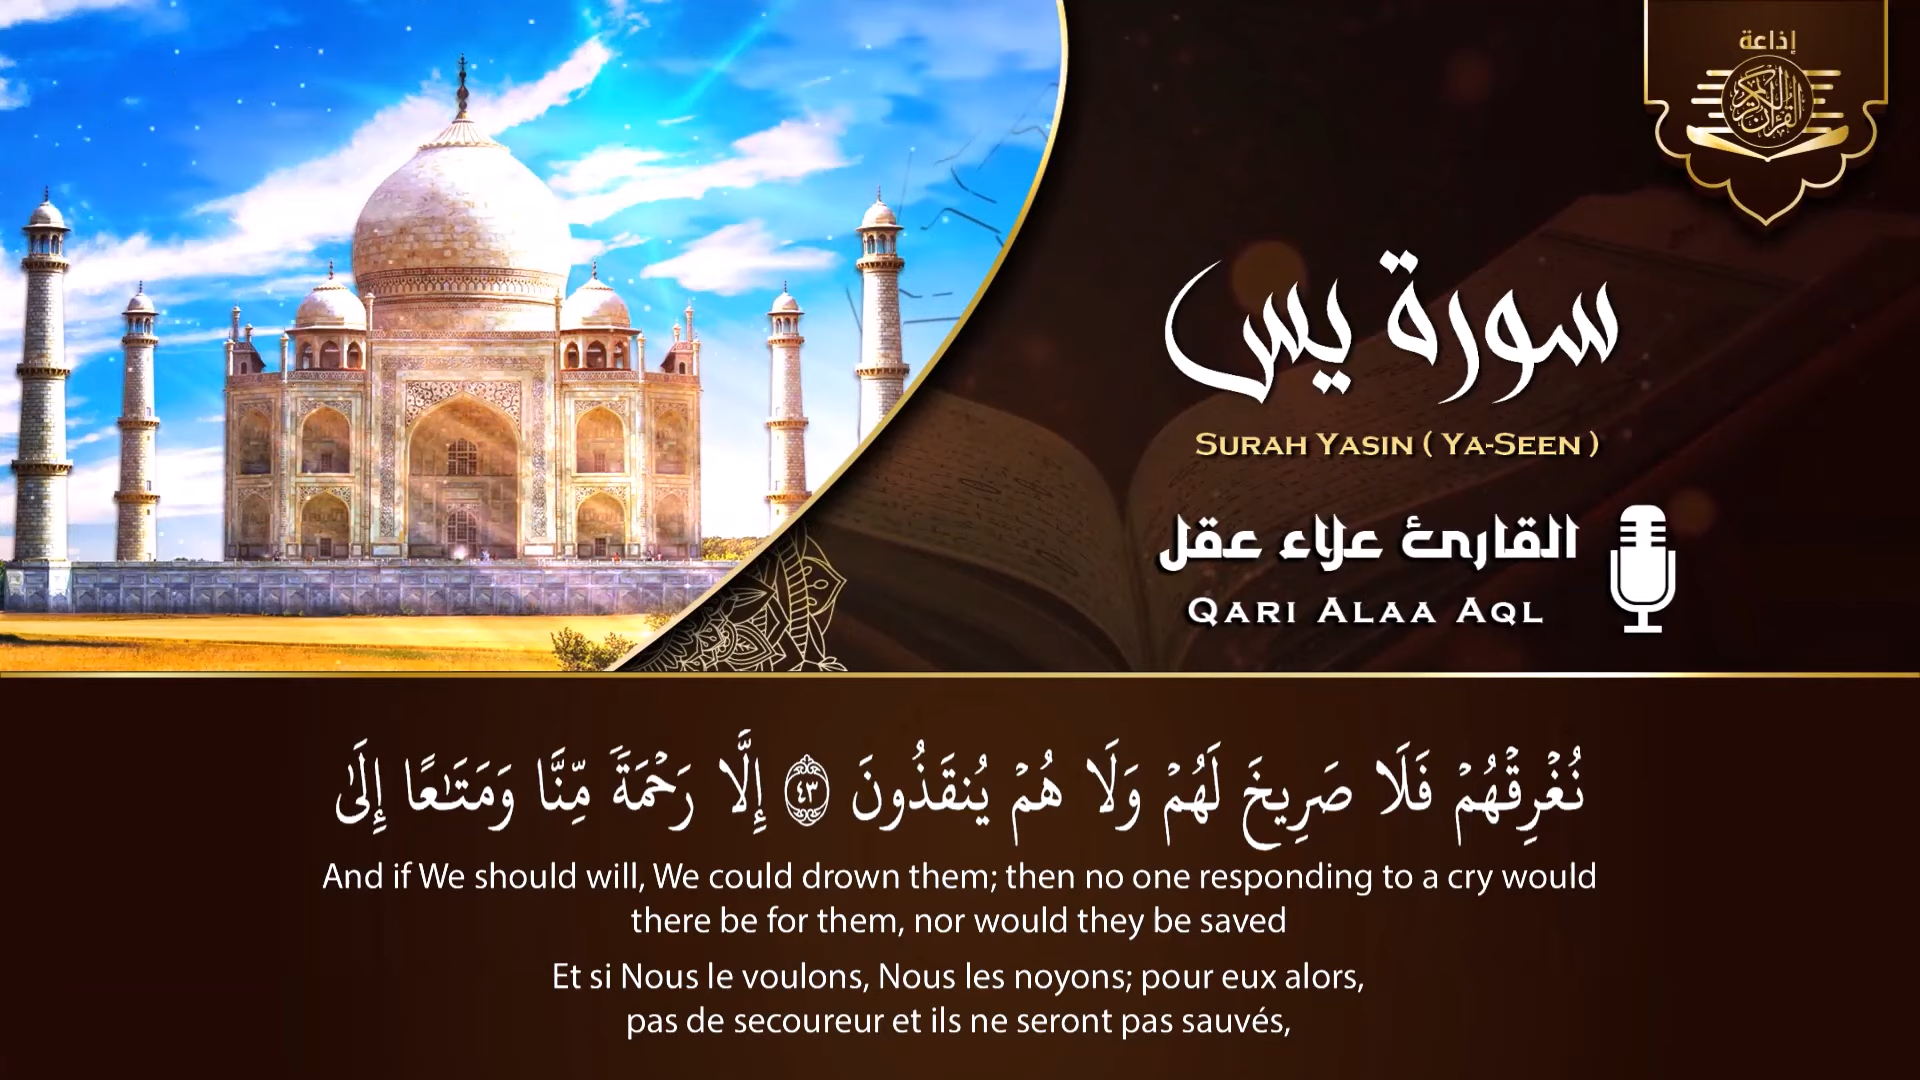 إذاعة
القرآن الكريم
سورة يس
SURAH YASIN ( YA-SEEN )
القارئ علاء عقل
QARI ALAA AQL
نُغْرِقْهُمْ فَلَا صَرِيخَ لَهُمْ وَلَا هُمْ يُنقَذُونَ ٤٣ إِلَّا رَحْمَةً مِّنَّا وَمَتَـٰعًا إِلَىٰ
And if We should will, We could drown them; then no one responding to a cry would
there be for them, nor would they be saved
Et si Nous le voulons, Nous les noyons; pour eux alors,
pas de secoureur et ils ne seront pas sauvés,